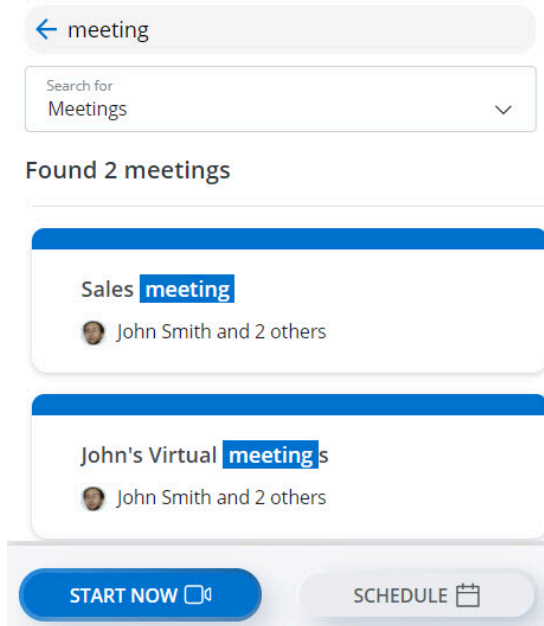 meeting
Search for
Meetings
Found 2 meetings
Sales meeting
John Smith and 2 others
John's Virtual meetings
John Smith and 2 others
START NOW
SCHEDULE